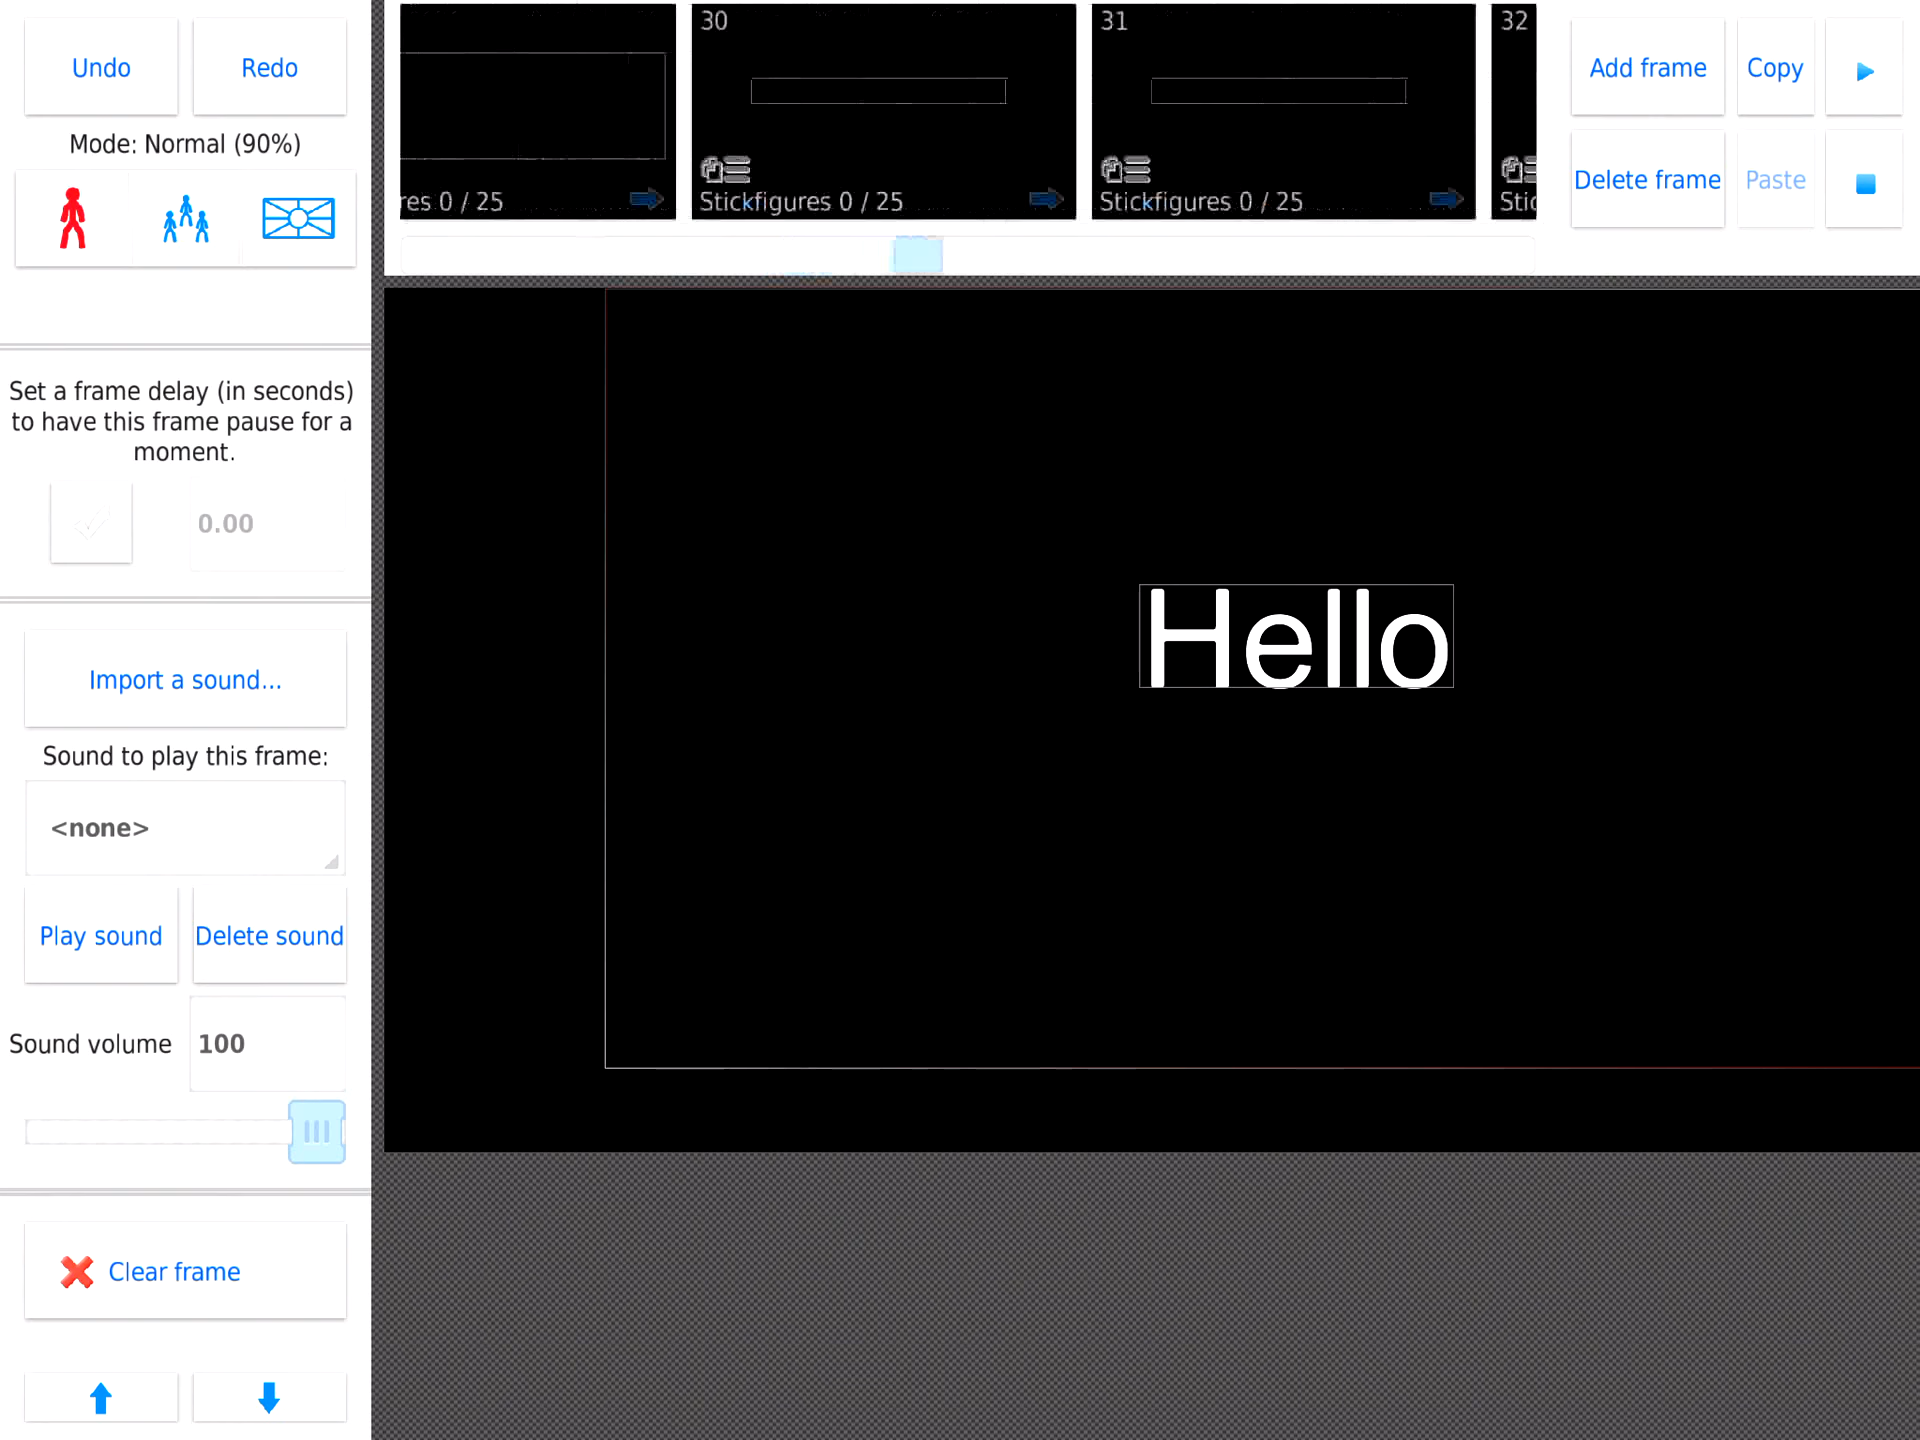 Undo
Redo
Mode: Normal (90%)
Set a frame delay (in seconds)
to have this frame pause for a
moment.
0.00
Import a sound...
Sound to play this frame:
<none>
Play sound
Delete sound
Sound volume
100
Clear frame
res 0 / 25
30
Stickfigures 0 / 25
31
Stickfigures 0 / 25
32
Stic
Add frame
Copy
Delete frame
Paste
Hello